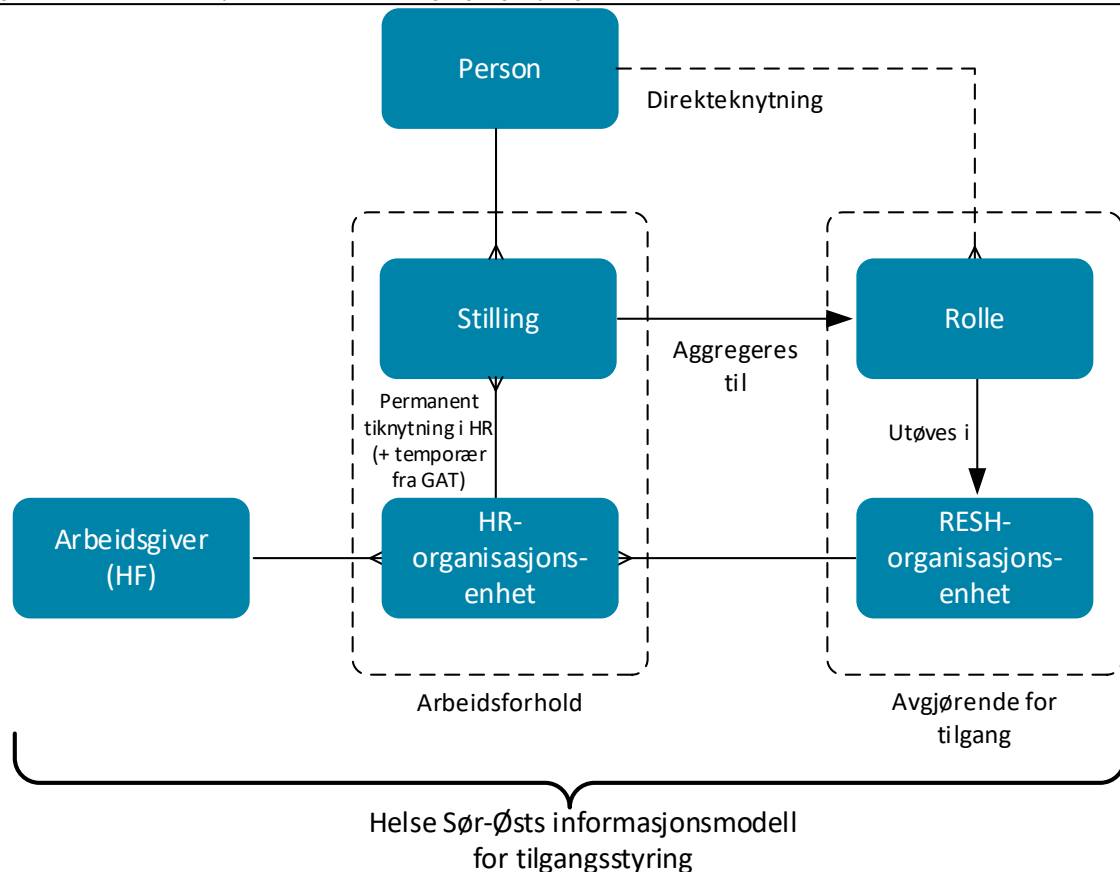 Person
Direkteknytning
Stilling
Rolle
Aggregeres
til
Permanent
tiknytning i HR
(+ temporær
fra GAT)
Utøves i
Arbeidsgiver
(HF)
HR-
organisasjons-
enhet
RESH-
organisasjons-
enhet
Arbeidsforhold
Avgjørende for
tilgang
Helse Sør-Østs informasjonsmodell
for tilgangsstyring